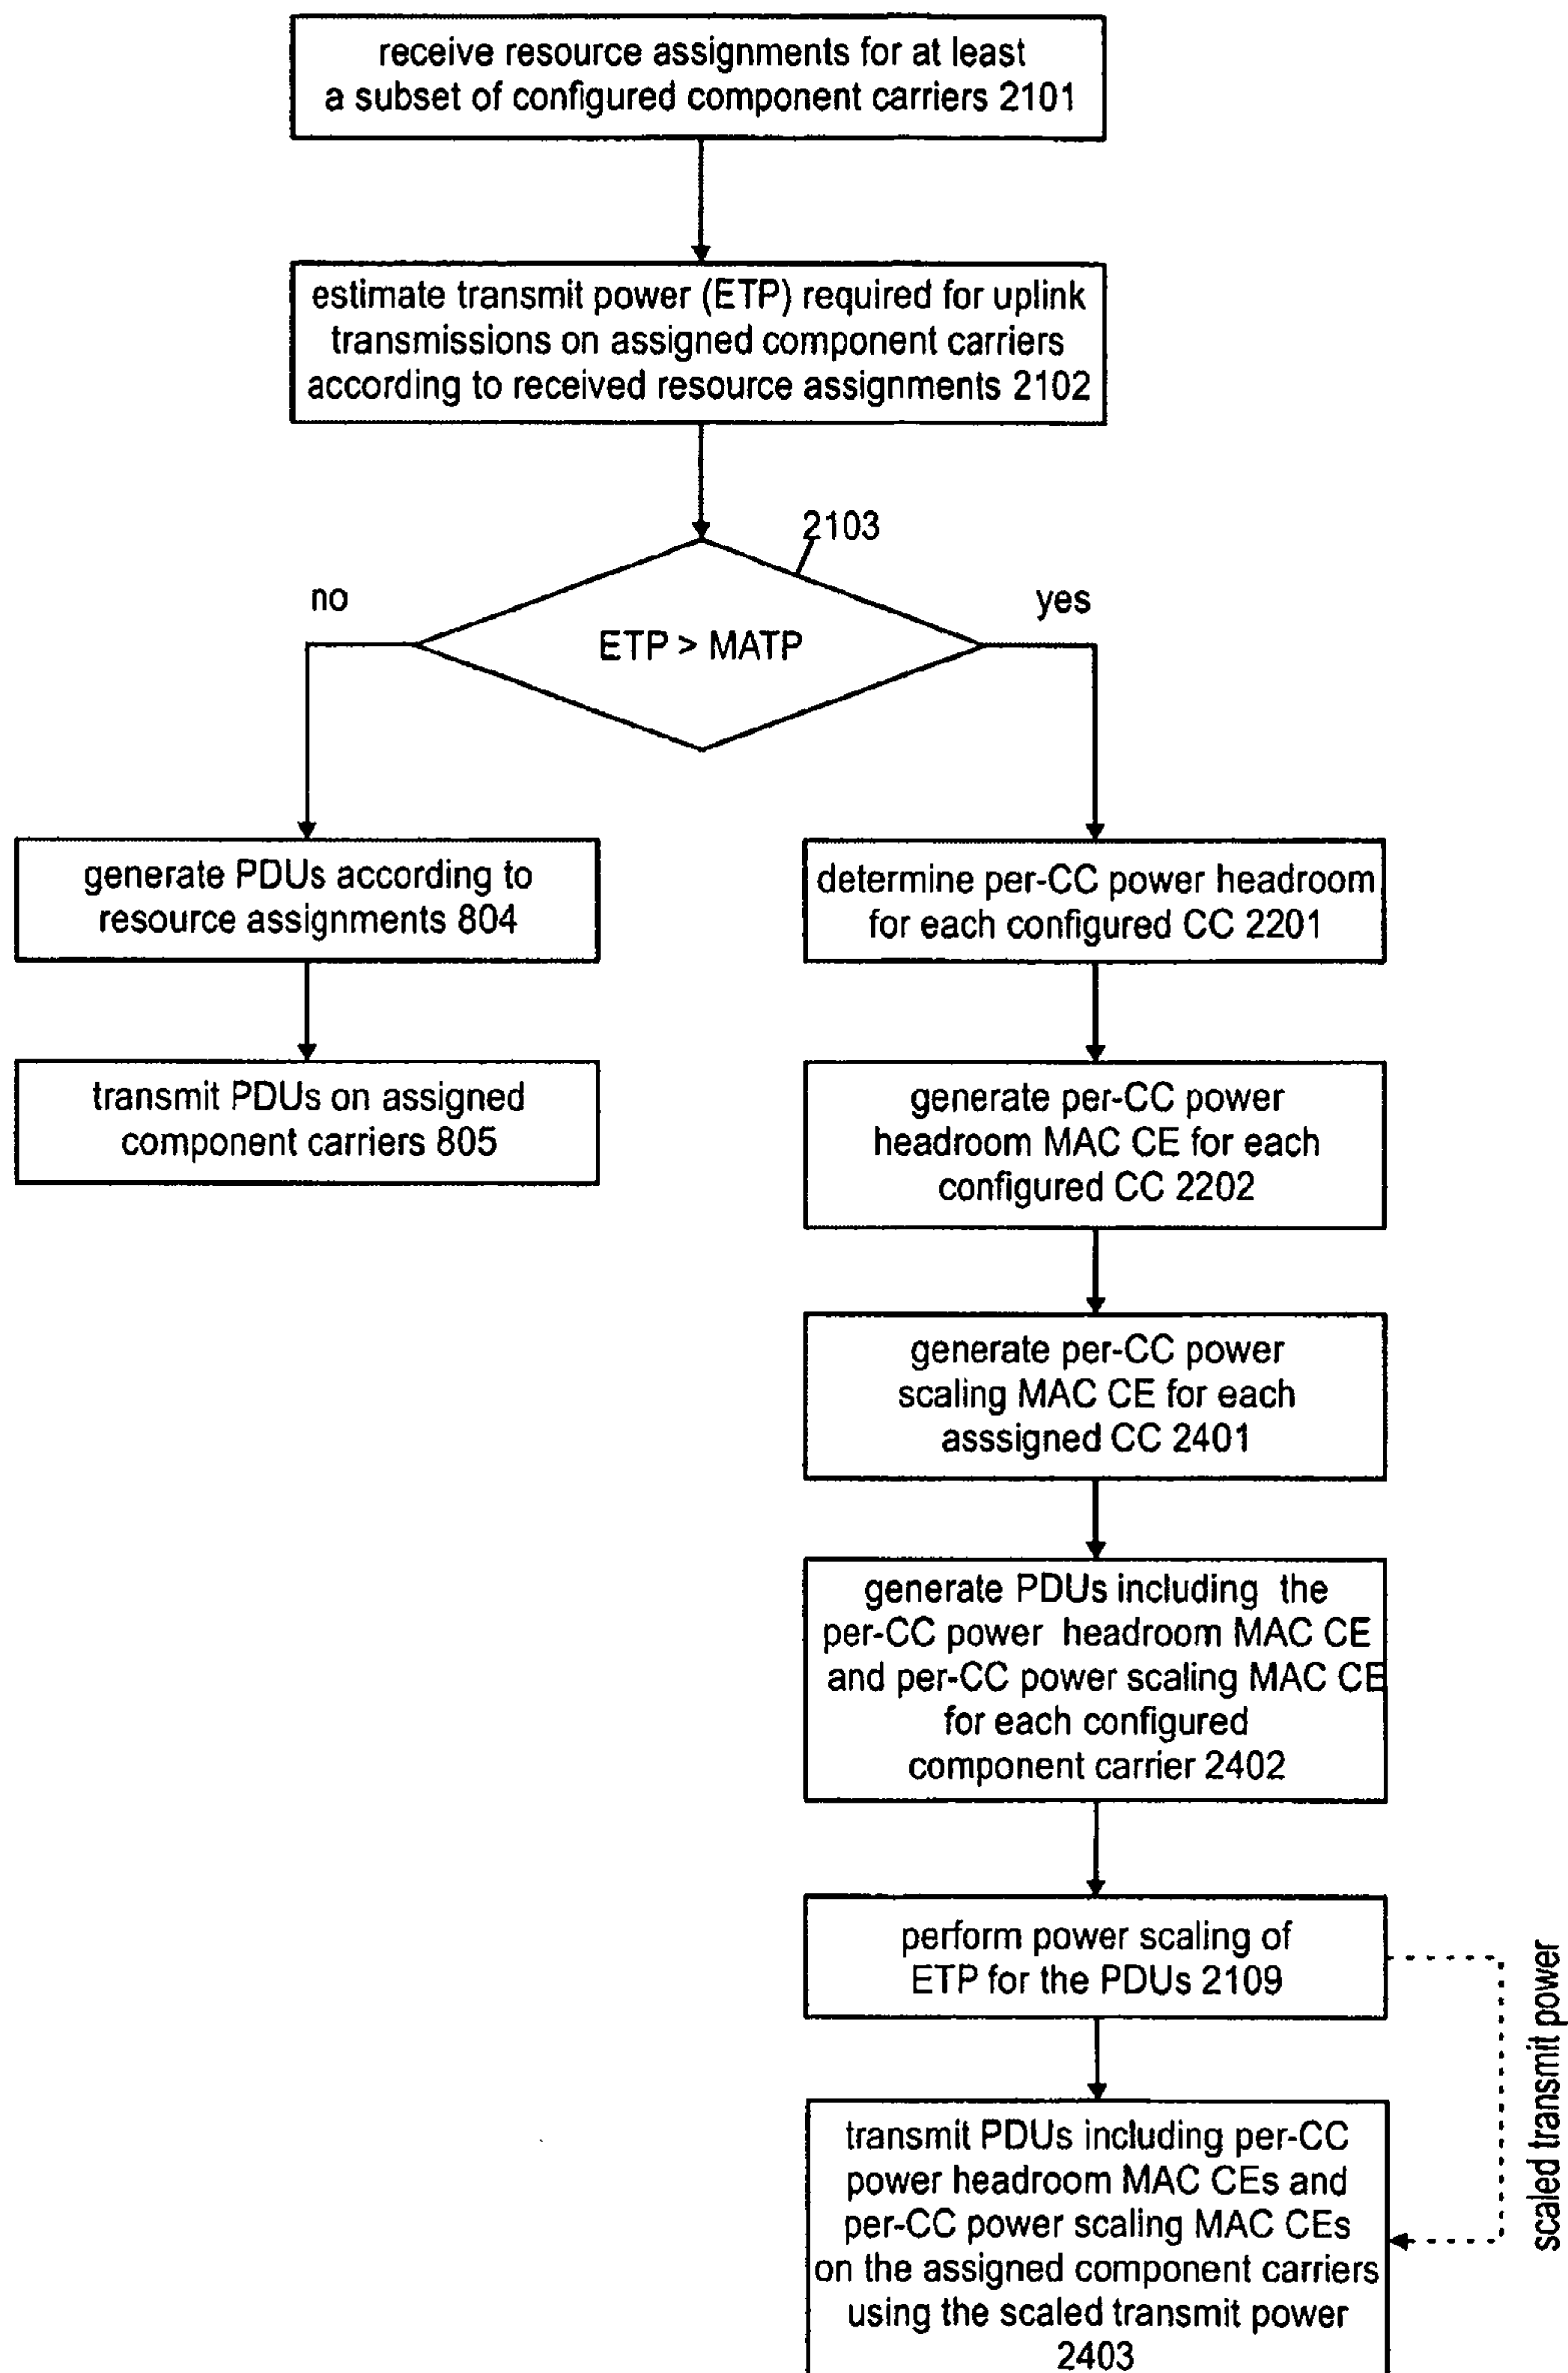 receive resource assignments for at least
a subset of configured component carriers 2101
estimate transmit power (ETP) required for uplink
transmissions on assigned component carriers
according to received resource assignments 2102
2103
no
yes
ETP > MATP
generate PDUs according to
resource assignments 804
transmit PDUs on assigned
component carriers 805
determine per-CC power headroom
for each configured CC 2201
generate per-CC power
headroom MAC CE for each
configured CC 2202
generate per-CC power
scaling MAC CE for each
asssigned CC 2401
generate PDUs including the
per-CC power headroom MAC CE
and per-CC power scaling MAC CE
for each configured
component carrier 2402
perform power scaling of
ETP for the PDUs 2109
scaled transmit power
transmit PDUs including per-CC
power headroom MAC CEs and
per-CC power scaling MAC CEs
on the assigned component carriers
using the scaled transmit power
2403